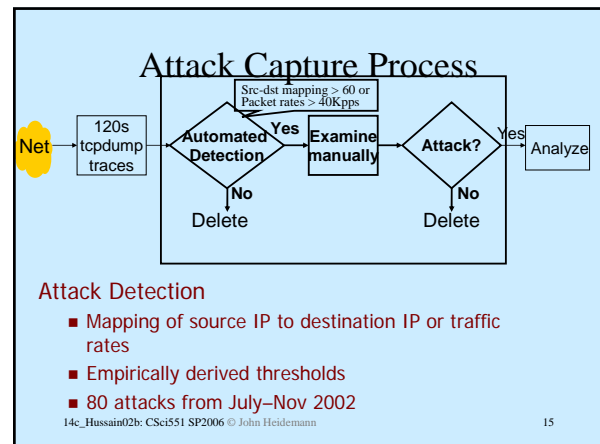 Attack Capture Process
Src-dst mapping > 60 or
Packet rates > 40Kpps
Net
120s
tcpdump
traces
Automated
Detection
Yes
Examine
manually
Attack?
Yes
Analyze
No
Delete
No
Delete
Attack Detection
Mapping of source IP to destination IP or traffic
rates
Empirically derived thresholds
80 attacks from July–Nov 2002
14c_Hussain02b: CSci551 SP2006 © John Heidemann
15